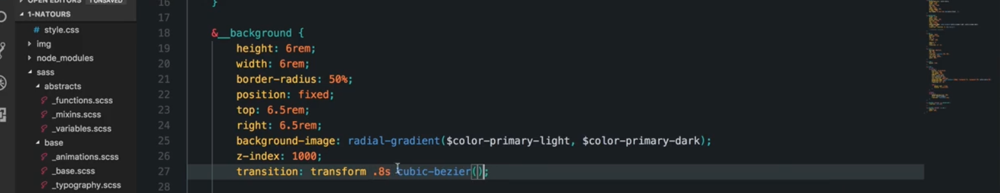 OPEN EDITORS 1 UNSAVED
1-NATOURS
# style.css
img
node_modules
sass
abstracts
_functions.scss
_mixins.scss
_variables.scss
base
_animations.scss
_base.scss
_typography.scss
16 }
17
18 &__background {
19 height: 6rem;
20 width: 6rem;
21 border-radius: 50%;
22 position: fixed;
23 top: 6.5rem;
24 right: 6.5rem;
25 background-image: radial-gradient($color-primary-light, $color-primary-dark);
26 z-index: 1000;
27 transition: transform .8s cubic-bezier();
28